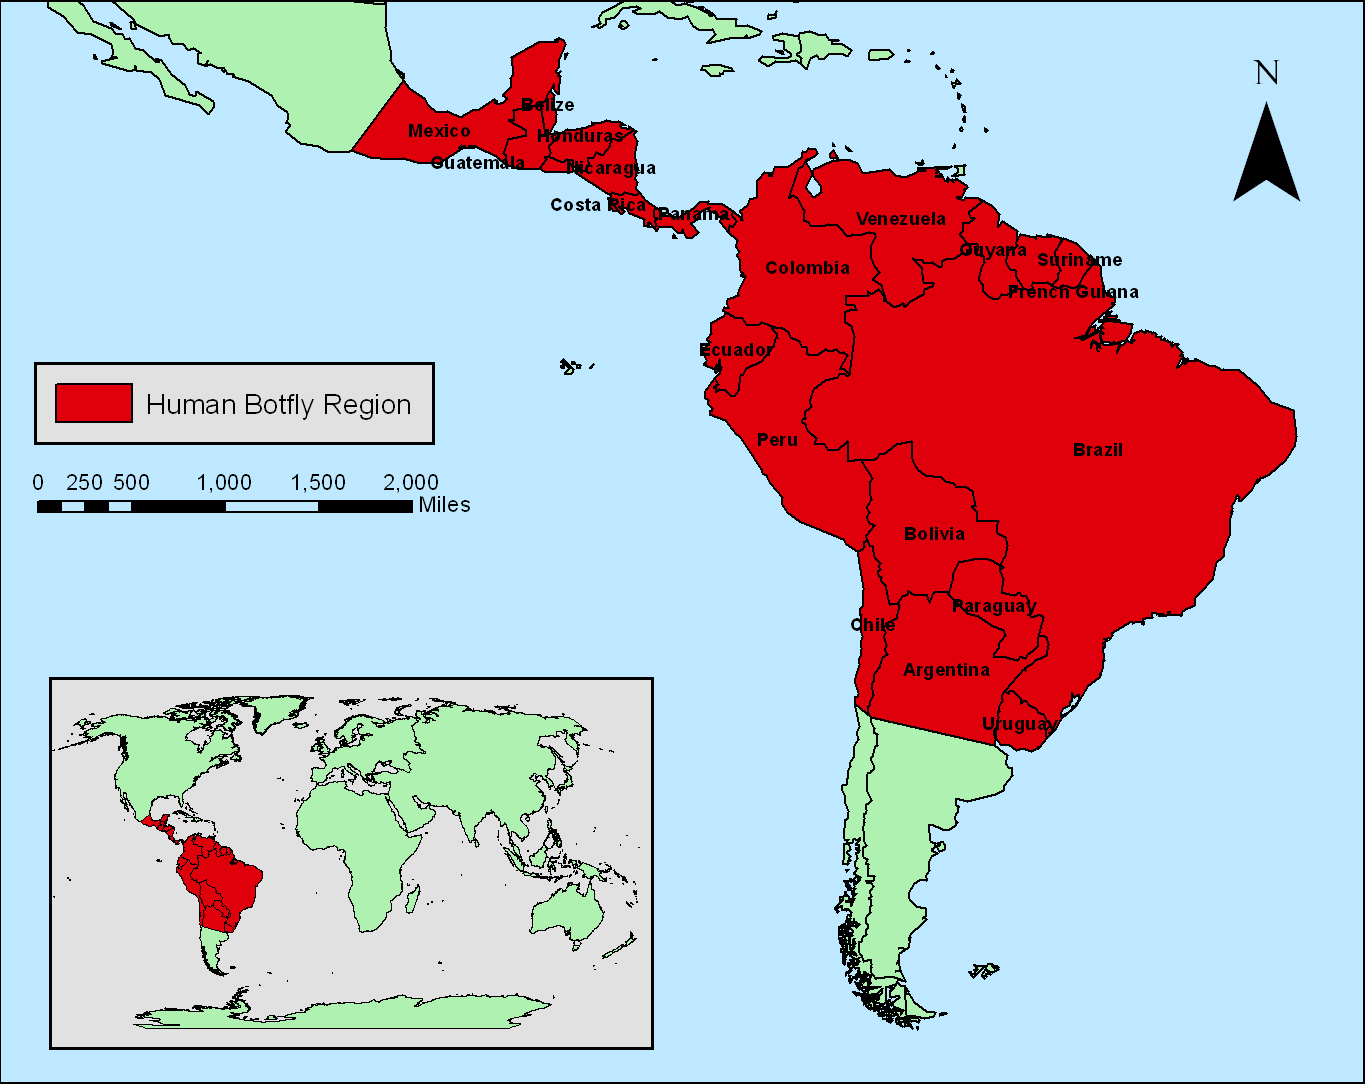 N
Belize
Mexico
Honduras
Guatemala
Nicaragua
Costa Rica
Panama
Venezuela
Guyana
Suriname
Colombia
French Guiana
Ecuador
Human Botfly Region
Peru
Brazil
0 250 500 1,000 1,500 2,000
Miles
Bolivia
Paraguay
Chile
Argentina
Uruguay